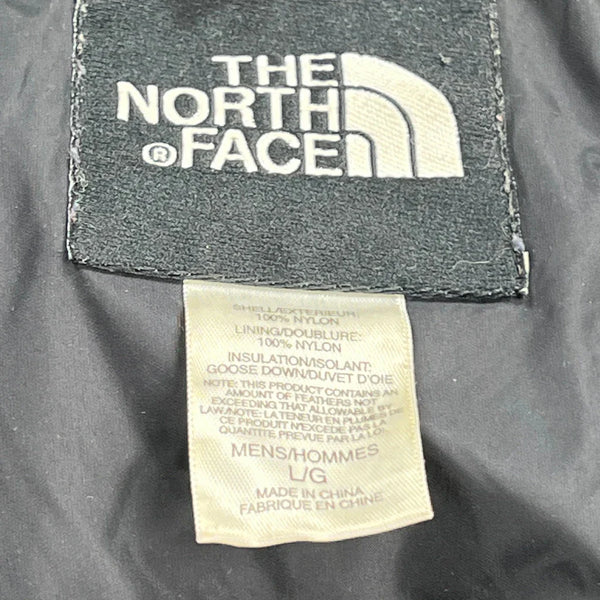 THE
NORTH
®FACE
SHELL/EXTERIEUR:
100% NYLON
LINING/DOUBLURE:
100% NYLON
INSULATION/ISOLANT:
GOOSE DOWN/DUVET D'OIE
NOTE: THIS PRODUCT CONTAINS AN
AMOUNT OF FEATHERS NOT
EXCEEDING THAT ALLOWABLE BY
LAW/NOTE: LA TENEUR EN PLUMES DE
CE PRODUIT N'EXCEDE PAS LA
QUANTITE PREVUE PAR LA LOI.
MENS/HOMMES
L/G
MADE IN CHINA
FABRIQUE EN CHINE